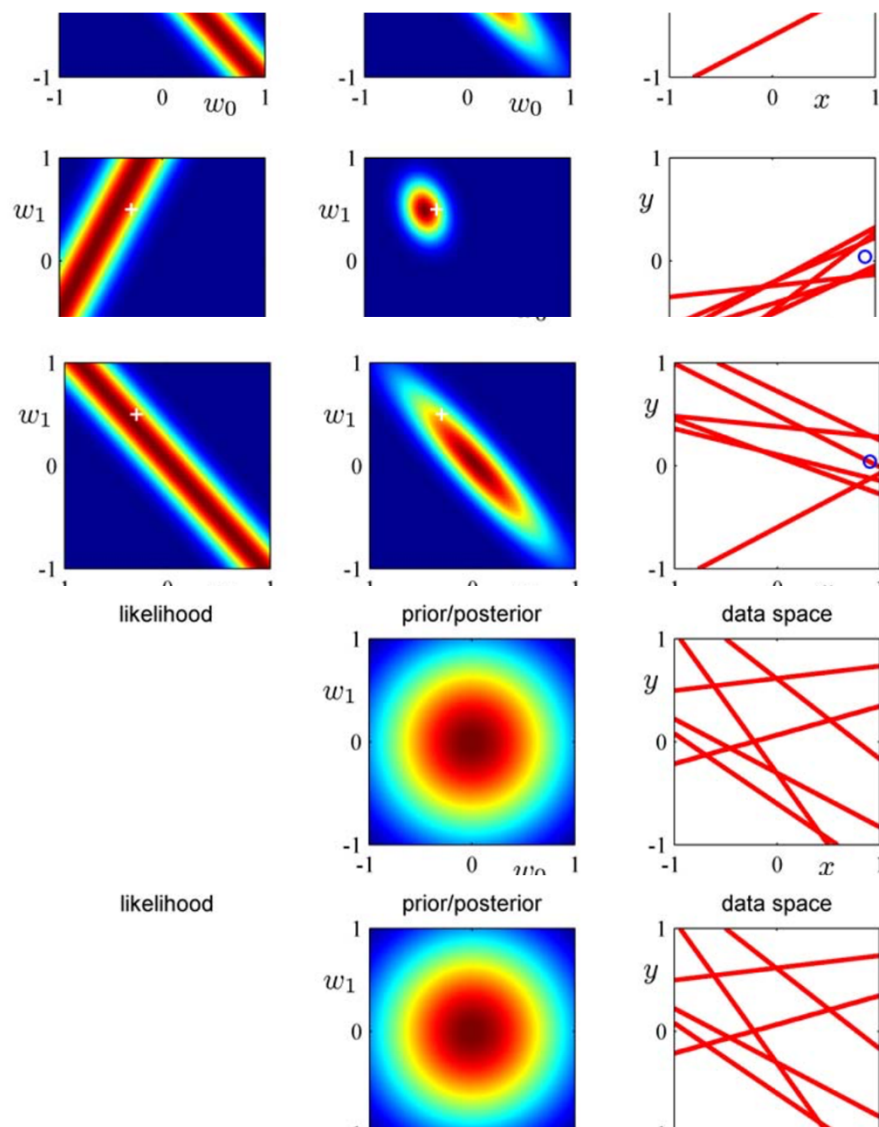 -1 -1
-1 0 w₀ 1 -1 0 w₀ 1 -1 0 x 1
1 1 1
w₁ w₁ y
0 0 0
1 1 1
w₁ w₁ y
0 0 0
-1 -1 -1
likelihood prior/posterior data space
1 1
w₁ y
0 0
-1 -1
-1 0 w₀ 1 -1 0 x 1
likelihood prior/posterior data space
1 1
w₁ y
0 0